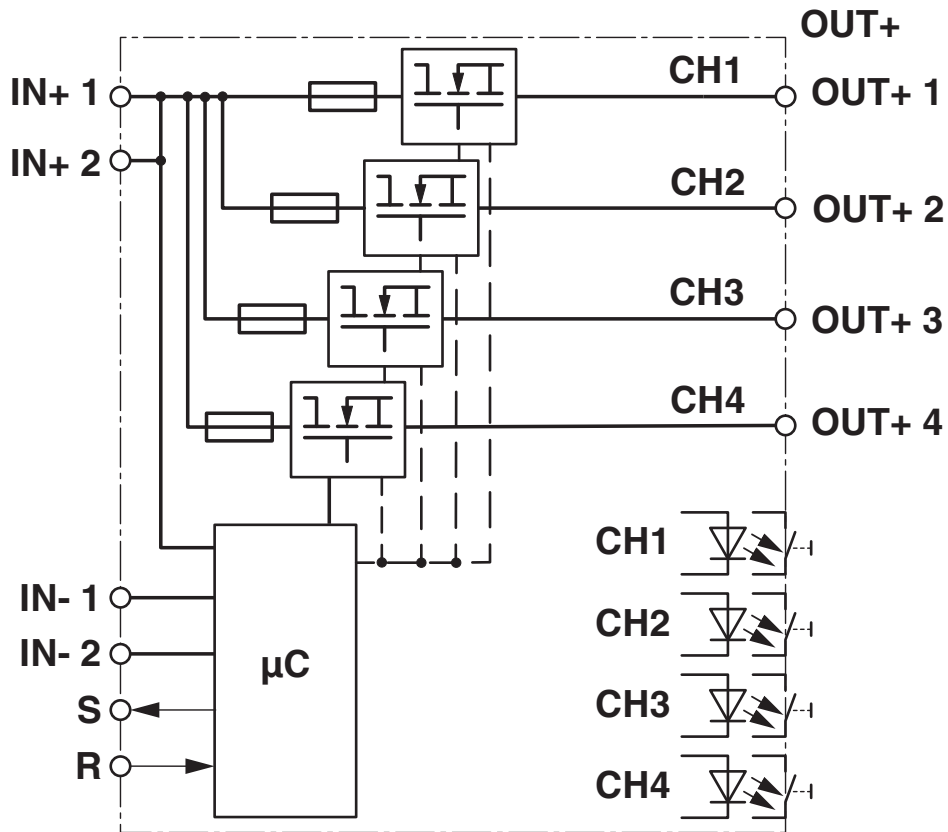 OUT+
IN+ 1
CH1
OUT+ 1
IN+ 2
CH2
OUT+ 2
CH3
OUT+ 3
CH4
OUT+ 4
CH1
IN- 1
CH2
IN- 2
µC
S
CH3
R
CH4